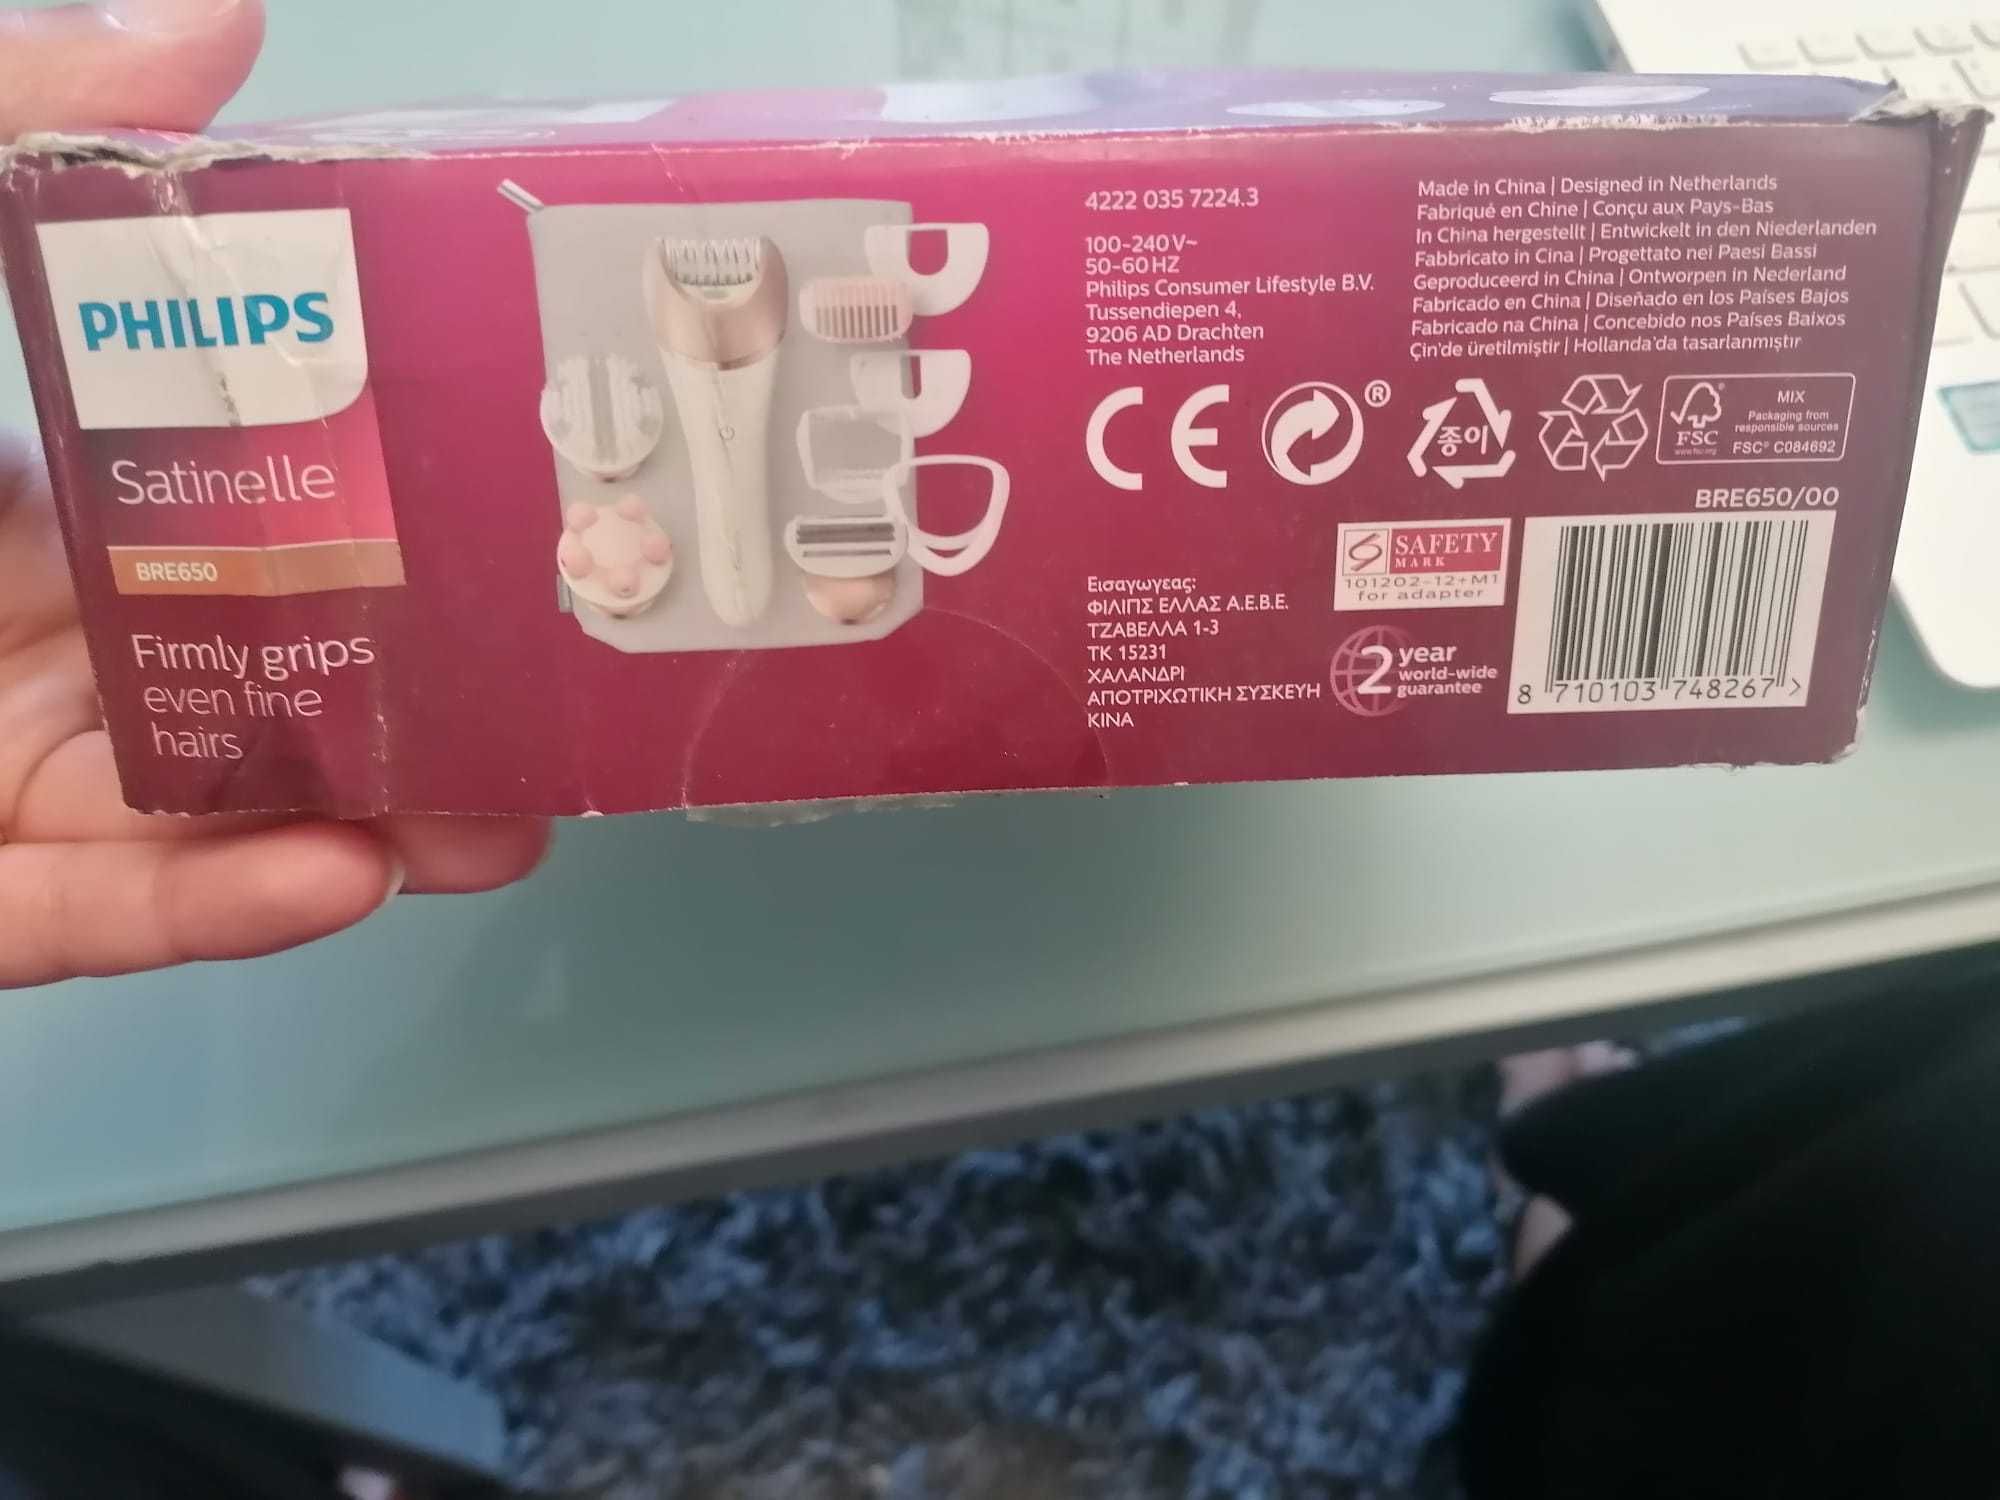 PHILIPS
Satinelle
BRE650
Firmly grips
even fine
hairs
4222 035 7224.3
100-240V~
50-60HZ
Philips Consumer Lifestyle B.V.
Tussendiepen 4,
9206 AD Drachten
The Netherlands
Made in China | Designed in Netherlands
Fabriqué en Chine | Conçu aux Pays-Bas
In China hergestellt | Entwickelt in den Niederlanden
Fabbricato in Cina | Progettato nei Paesi Bassi
Geproduceerd in China | Ontworpen in Nederland
Fabricado en China | Diseñado en los Países Bajos
Fabricado na China | Concebido nos Países Baixos
Çin'de üretilmiştir | Hollanda'da tasarlanmıştır
CE
®
종이
FSC®
www.fsc.org
MIX
Packaging from
responsible sources
FSC® C084692
BRE650/00
Εισαγωγεας:
ΦΙΛΙΠΣ ΕΛΛΑΣ Α.Ε.Β.Ε.
ΤΖΑΒΕΛΛΑ 1-3
ΤΚ 15231
ΧΑΛΑΝΔΡΙ
ΑΠΟΤΡΙΧΩΤΙΚΗ ΣΥΣΚΕΥΗ
ΚΙΝΑ
SAFETY
MARK
101202-12+M1
for adapter
2 year
world-wide
guarantee
8 710103 748267 >